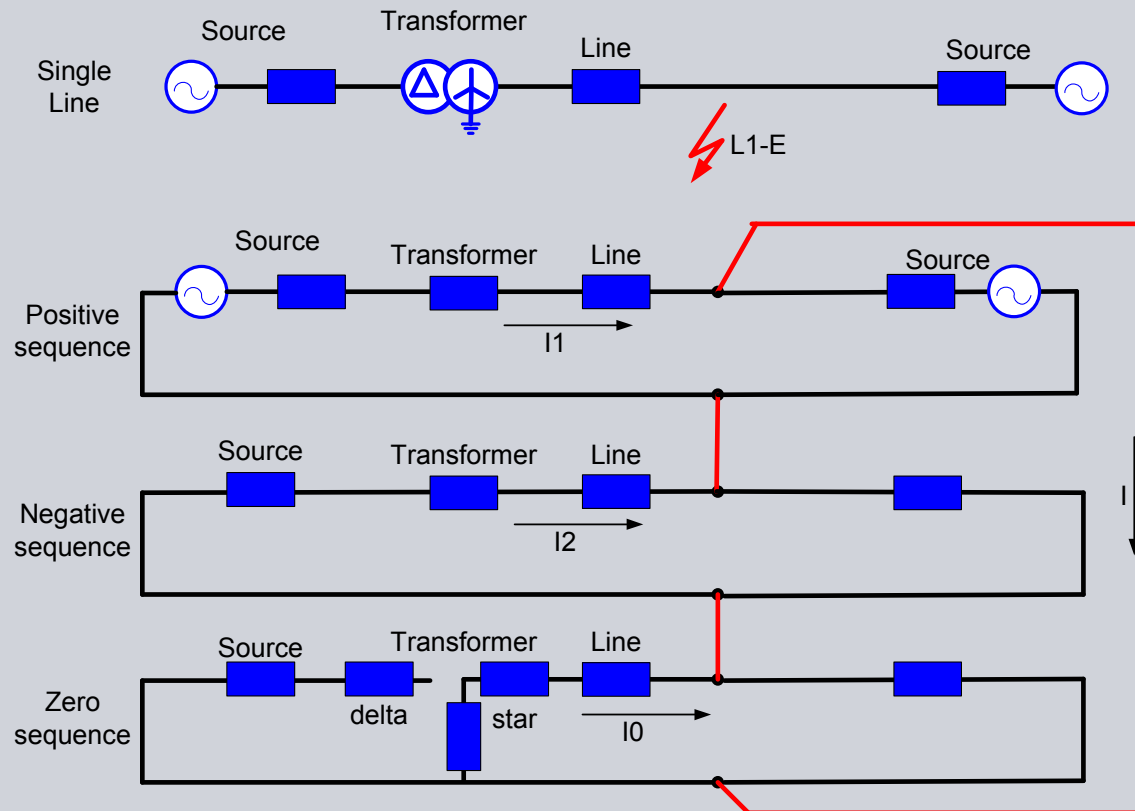 Source
Transformer
Line
Source
Single
Line
L1-E
Source
Transformer
Line
Source
Positive
sequence
I1
Source
Transformer
Line
Negative
sequence
I2
I
Source
Transformer
Line
Zero
sequence
delta
star
I0